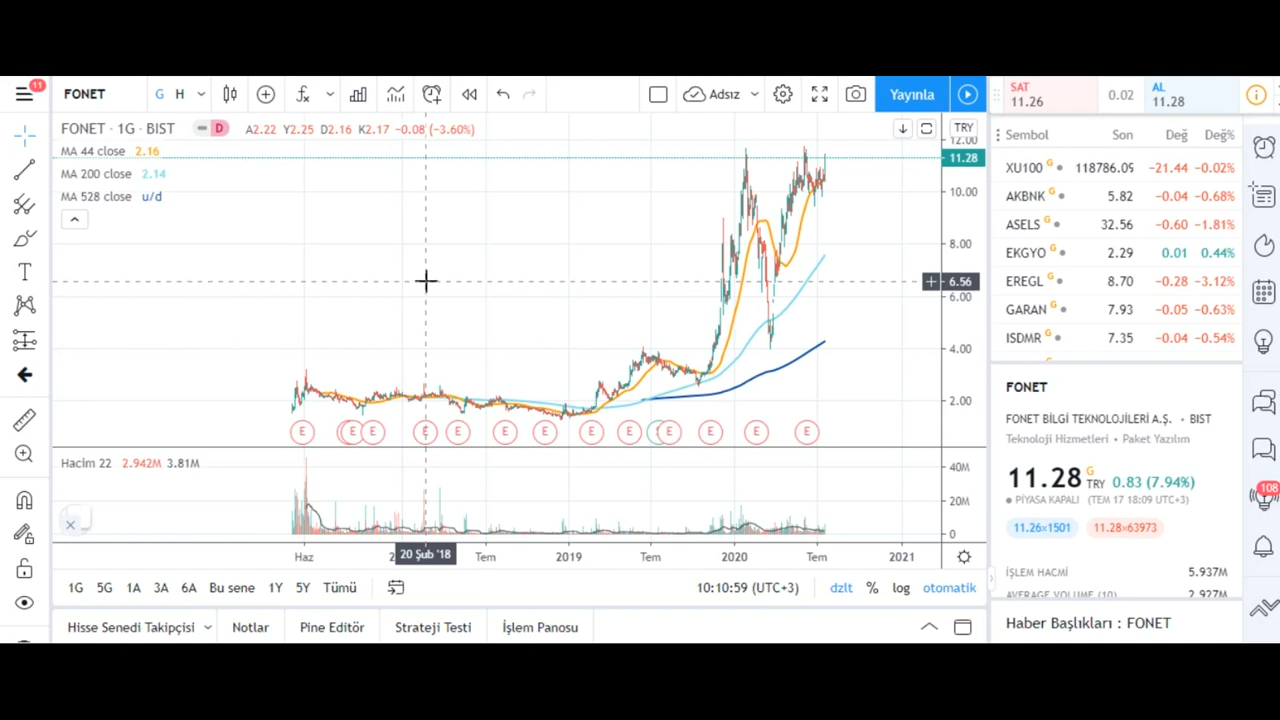 11
FONET
G H
fx
Adsız
Yayınla
SAT
11.26
0.02
AL
11.28
FONET · 1G · BIST
D
A2.22 Y2.25 D2.16 K2.17 -0.08 (-3.60%)
TRY
MA 44 close 2.16
MA 200 close 2.14
MA 528 close u/d
12.00
11.28
10.00
8.00
6.56
6.00
4.00
2.00
E E E E E E E E E E E E E
Hacim 22 2.942M 3.81M
40M
20M
0
Haz
20 Şub '18
Tem
2019
Tem
2020
Tem
2021
1G 5G 1A 3A 6A Bu sene 1Y 5Y Tümü
10:10:59 (UTC+3)
dzlt % log otomatik
Hisse Senedi Takipçisi
Notlar
Pine Editör
Strateji Testi
İşlem Panosu
Sembol Son Değ Değ%
XU100 G 118786.09 -21.44 -0.02%
AKBNK G 5.82 -0.04 -0.68%
ASELS G 32.56 -0.60 -1.81%
EKGYO G 2.29 0.01 0.44%
EREGL G 8.70 -0.28 -3.12%
GARAN G 7.93 -0.05 -0.63%
ISDMR G 7.35 -0.04 -0.54%
FONET
FONET BİLGİ TEKNOLOJİLERİ A.Ş. • BIST
Teknoloji Hizmetleri • Paket Yazılım
11.28 G TRY 0.83 (7.94%)
PİYASA KAPALI (TEM 17 18:09 UTC+3)
11.26×1501 11.28×63973
İŞLEM HACMİ 5.937M
AVERAGE VOLUME (10) 2.927M
Haber Başlıkları : FONET
108